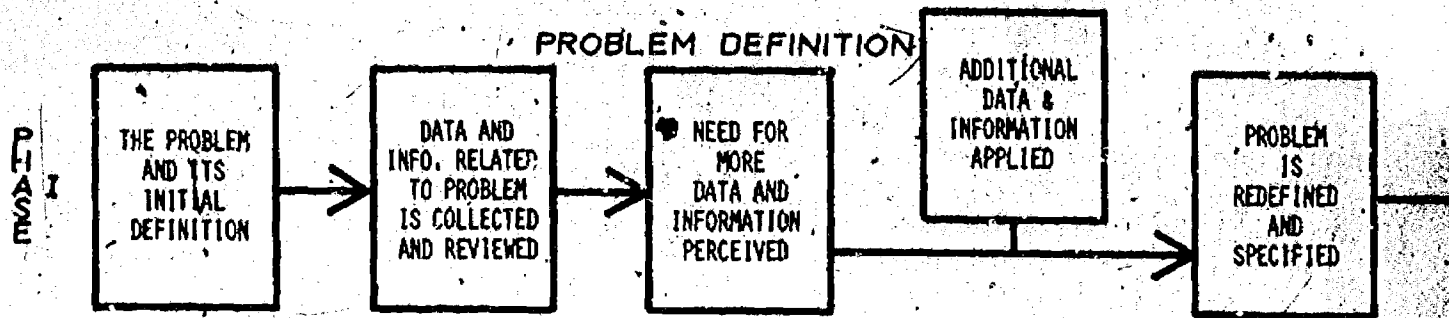 PROBLEM DEFINITION
PHASE
I
THE PROBLEM
AND ITS
INITIAL
DEFINITION
DATA AND
INFO. RELATED
TO PROBLEM
IS COLLECTED
AND REVIEWED
NEED FOR
MORE
DATA AND
INFORMATION
PERCEIVED
ADDITIONAL
DATA &
INFORMATION
APPLIED
PROBLEM
IS
REDEFINED
AND
SPECIFIED